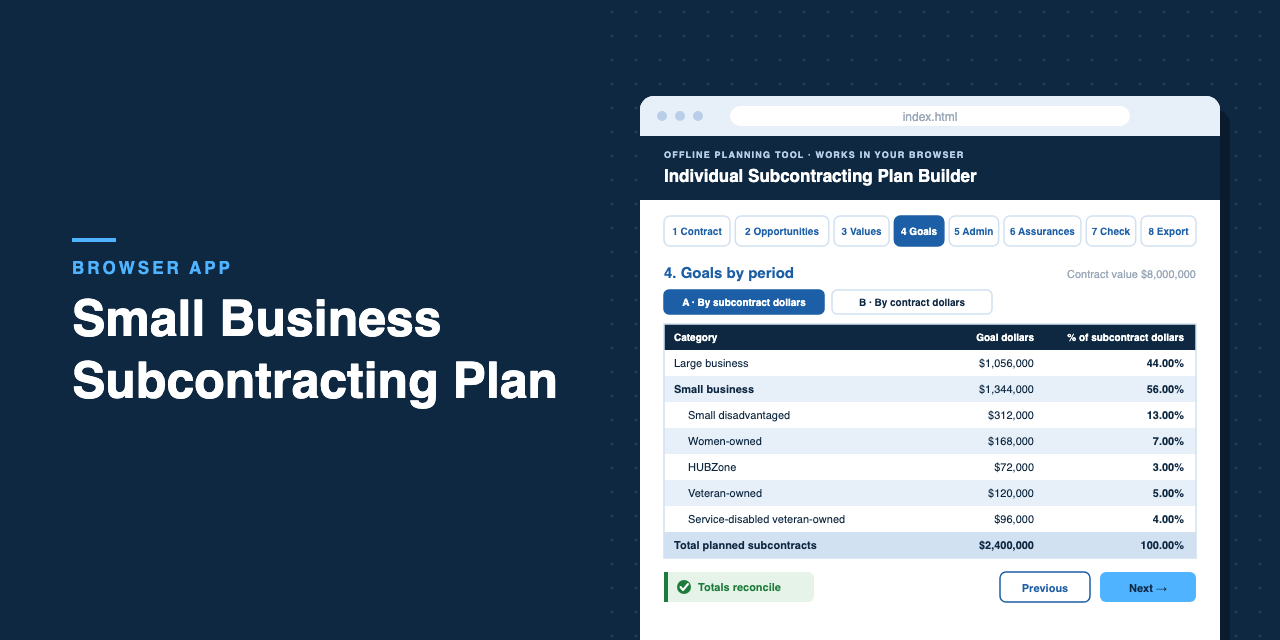 BROWSER APP
Small Business
Subcontracting Plan
index.html
OFFLINE PLANNING TOOL · WORKS IN YOUR BROWSER
Individual Subcontracting Plan Builder
1 Contract 2 Opportunities 3 Values 4 Goals 5 Admin 6 Assurances 7 Check 8 Export
4. Goals by period Contract value $8,000,000
A · By subcontract dollars B · By contract dollars
Category Goal dollars % of subcontract dollars
Large business $1,056,000 44.00%
Small business $1,344,000 56.00%
Small disadvantaged $312,000 13.00%
Women-owned $168,000 7.00%
HUBZone $72,000 3.00%
Veteran-owned $120,000 5.00%
Service-disabled veteran-owned $96,000 4.00%
Total planned subcontracts $2,400,000 100.00%
Totals reconcile Previous Next →